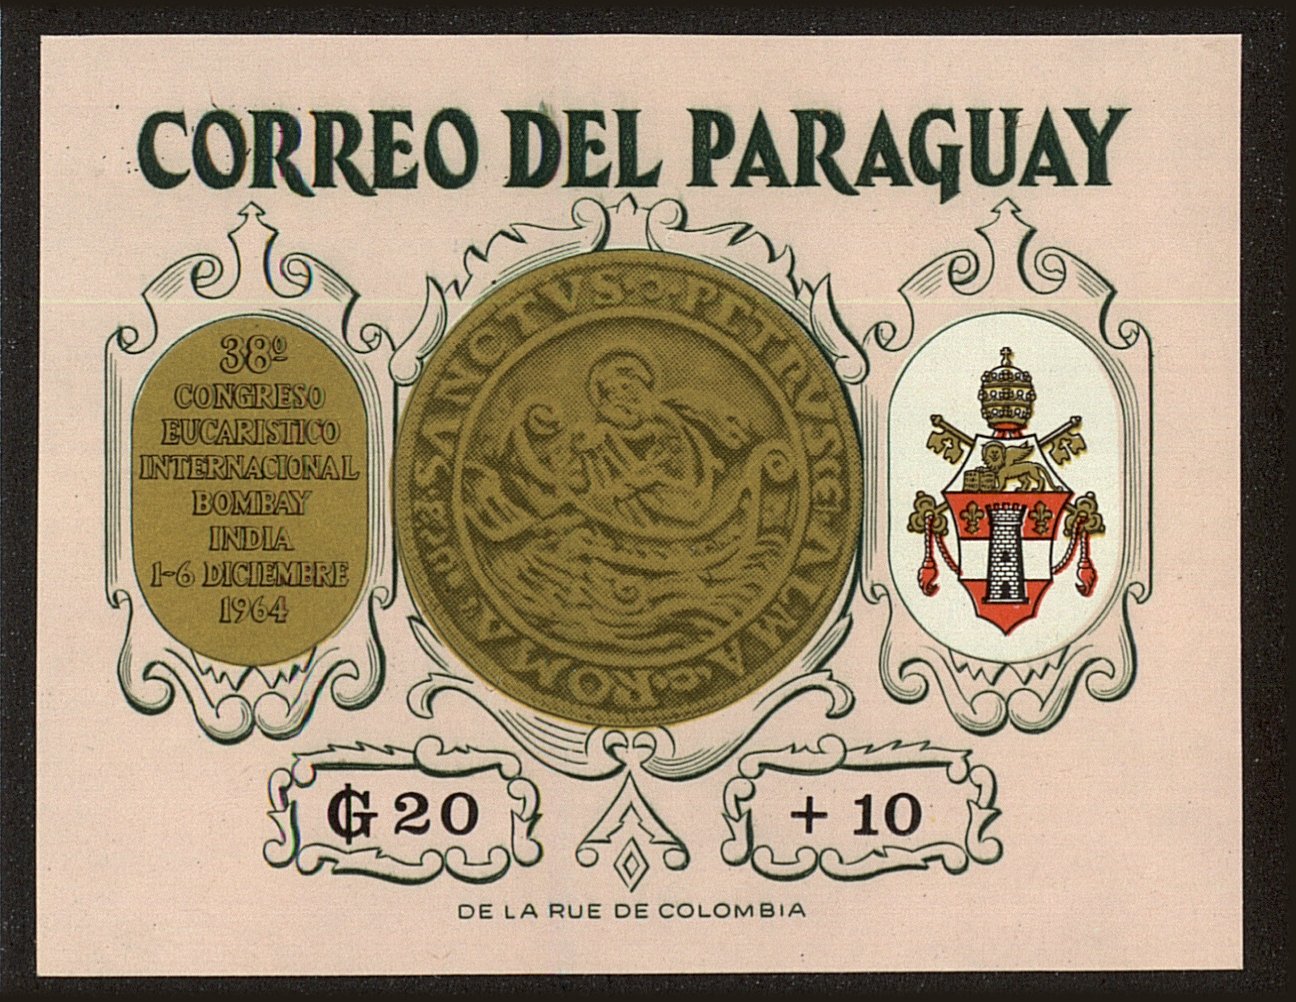 CORREO DEL PARAGUAY
38º
CONGRESO
EUCARISTICO
INTERNACIONAL
BOMBAY
INDIA
1-6 DICIEMBRE
1964
SANCTVS PETRVS
ALMA ROMA
₲ 20
+ 10
DE LA RUE DE COLOMBIA